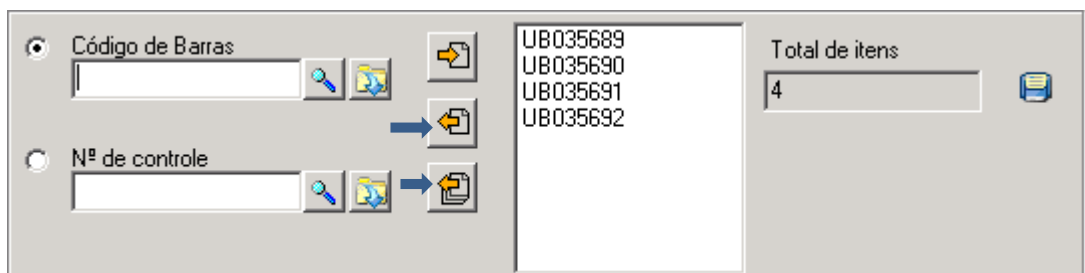 Código de Barras
Nº de controle
UB035689
UB035690
UB035691
UB035692
Total de itens
4